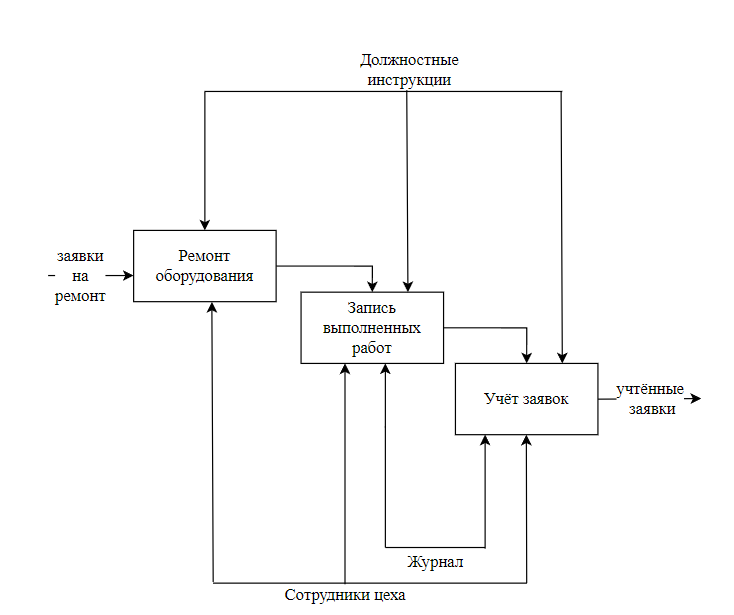 Должностные
инструкции
заявки
на
ремонт
Ремонт
оборудования
Запись
выполненных
работ
Учёт заявок
учтённые
заявки
Журнал
Сотрудники цеха